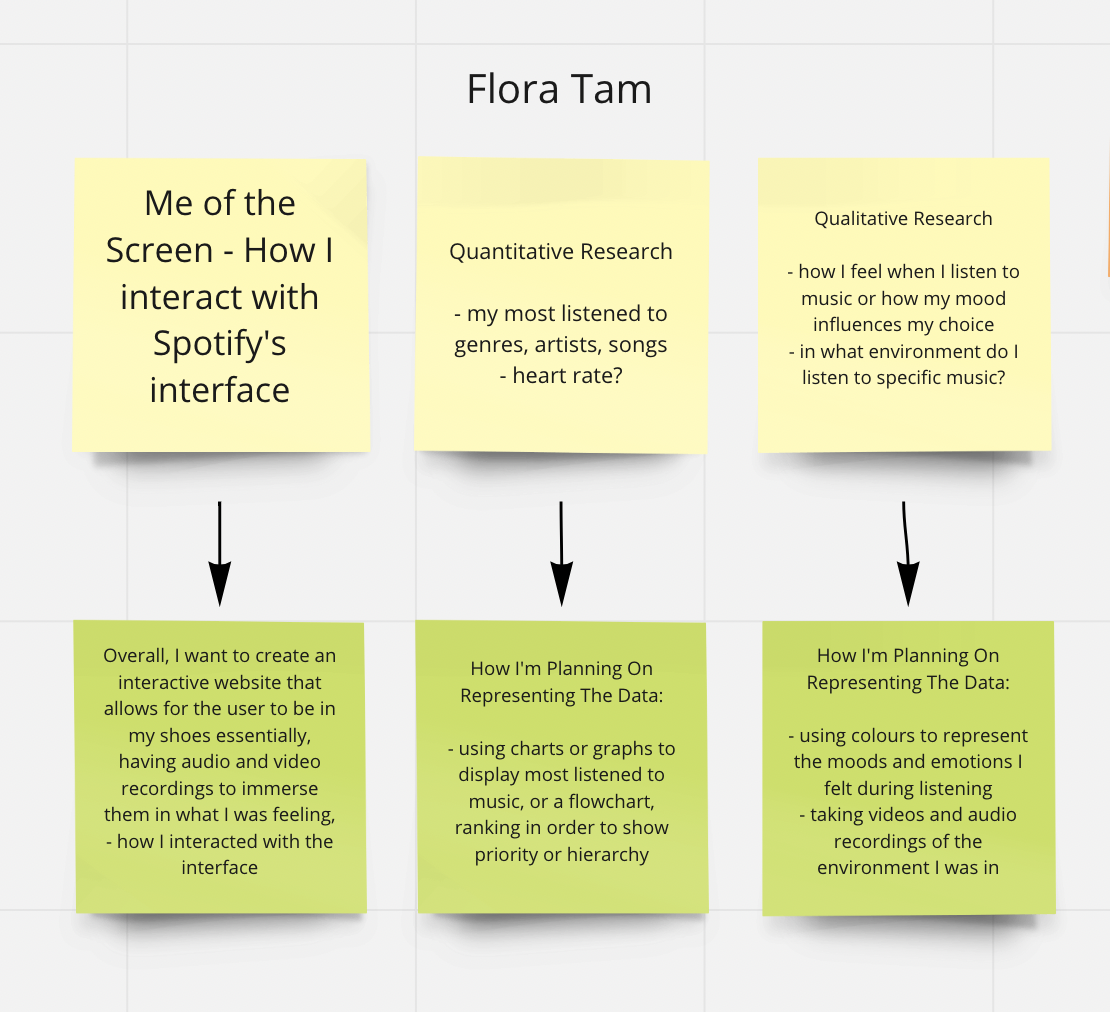 Flora Tam
Me of the
Screen - How I
interact with
Spotify's
interface
Quantitative Research
- my most listened to
genres, artists, songs
- heart rate?
Qualitative Research
- how I feel when I listen to
music or how my mood
influences my choice
- in what environment do I
listen to specific music?
Overall, I want to create an
interactive website that
allows for the user to be in
my shoes essentially,
having audio and video
recordings to immerse
them in what I was feeling,
- how I interacted with the
interface
How I'm Planning On
Representing The Data:
- using charts or graphs to
display most listened to
music, or a flowchart,
ranking in order to show
priority or hierarchy
How I'm Planning On
Representing The Data:
- using colours to represent
the moods and emotions I
felt during listening
- taking videos and audio
recordings of the
environment I was in